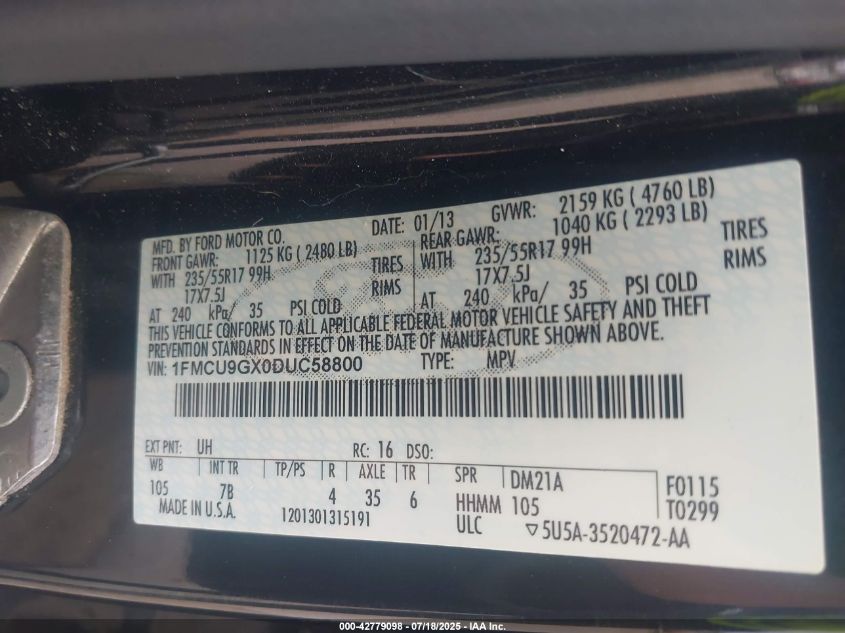 MFD. BY FORD MOTOR CO. DATE: 01/13 GVWR: 2159 KG ( 4760 LB)
FRONT GAWR: 1125 KG ( 2480 LB) REAR GAWR: 1040 KG ( 2293 LB)
WITH 235/55R17 99H TIRES WITH 235/55R17 99H TIRES
17X7.5J RIMS 17X7.5J RIMS
AT 240 kPa/ 35 PSI COLD AT 240 kPa/ 35 PSI COLD
THIS VEHICLE CONFORMS TO ALL APPLICABLE FEDERAL MOTOR VEHICLE SAFETY AND THEFT
PREVENTION STANDARDS IN EFFECT ON THE DATE OF MANUFACTURE SHOWN ABOVE.
VIN: 1FMCU9GX0DUC58800 TYPE: MPV
EXT PNT: UH RC: 16 DSO:
WB INT TR TP/PS R AXLE TR SPR DM21A F0115
105 7B 4 35 6 HHMM 105 T0299
MADE IN U.S.A. 1201301315191 ULC ▽5U5A-3520472-AA
000-42779098 - 07/18/2025 - IAA Inc.